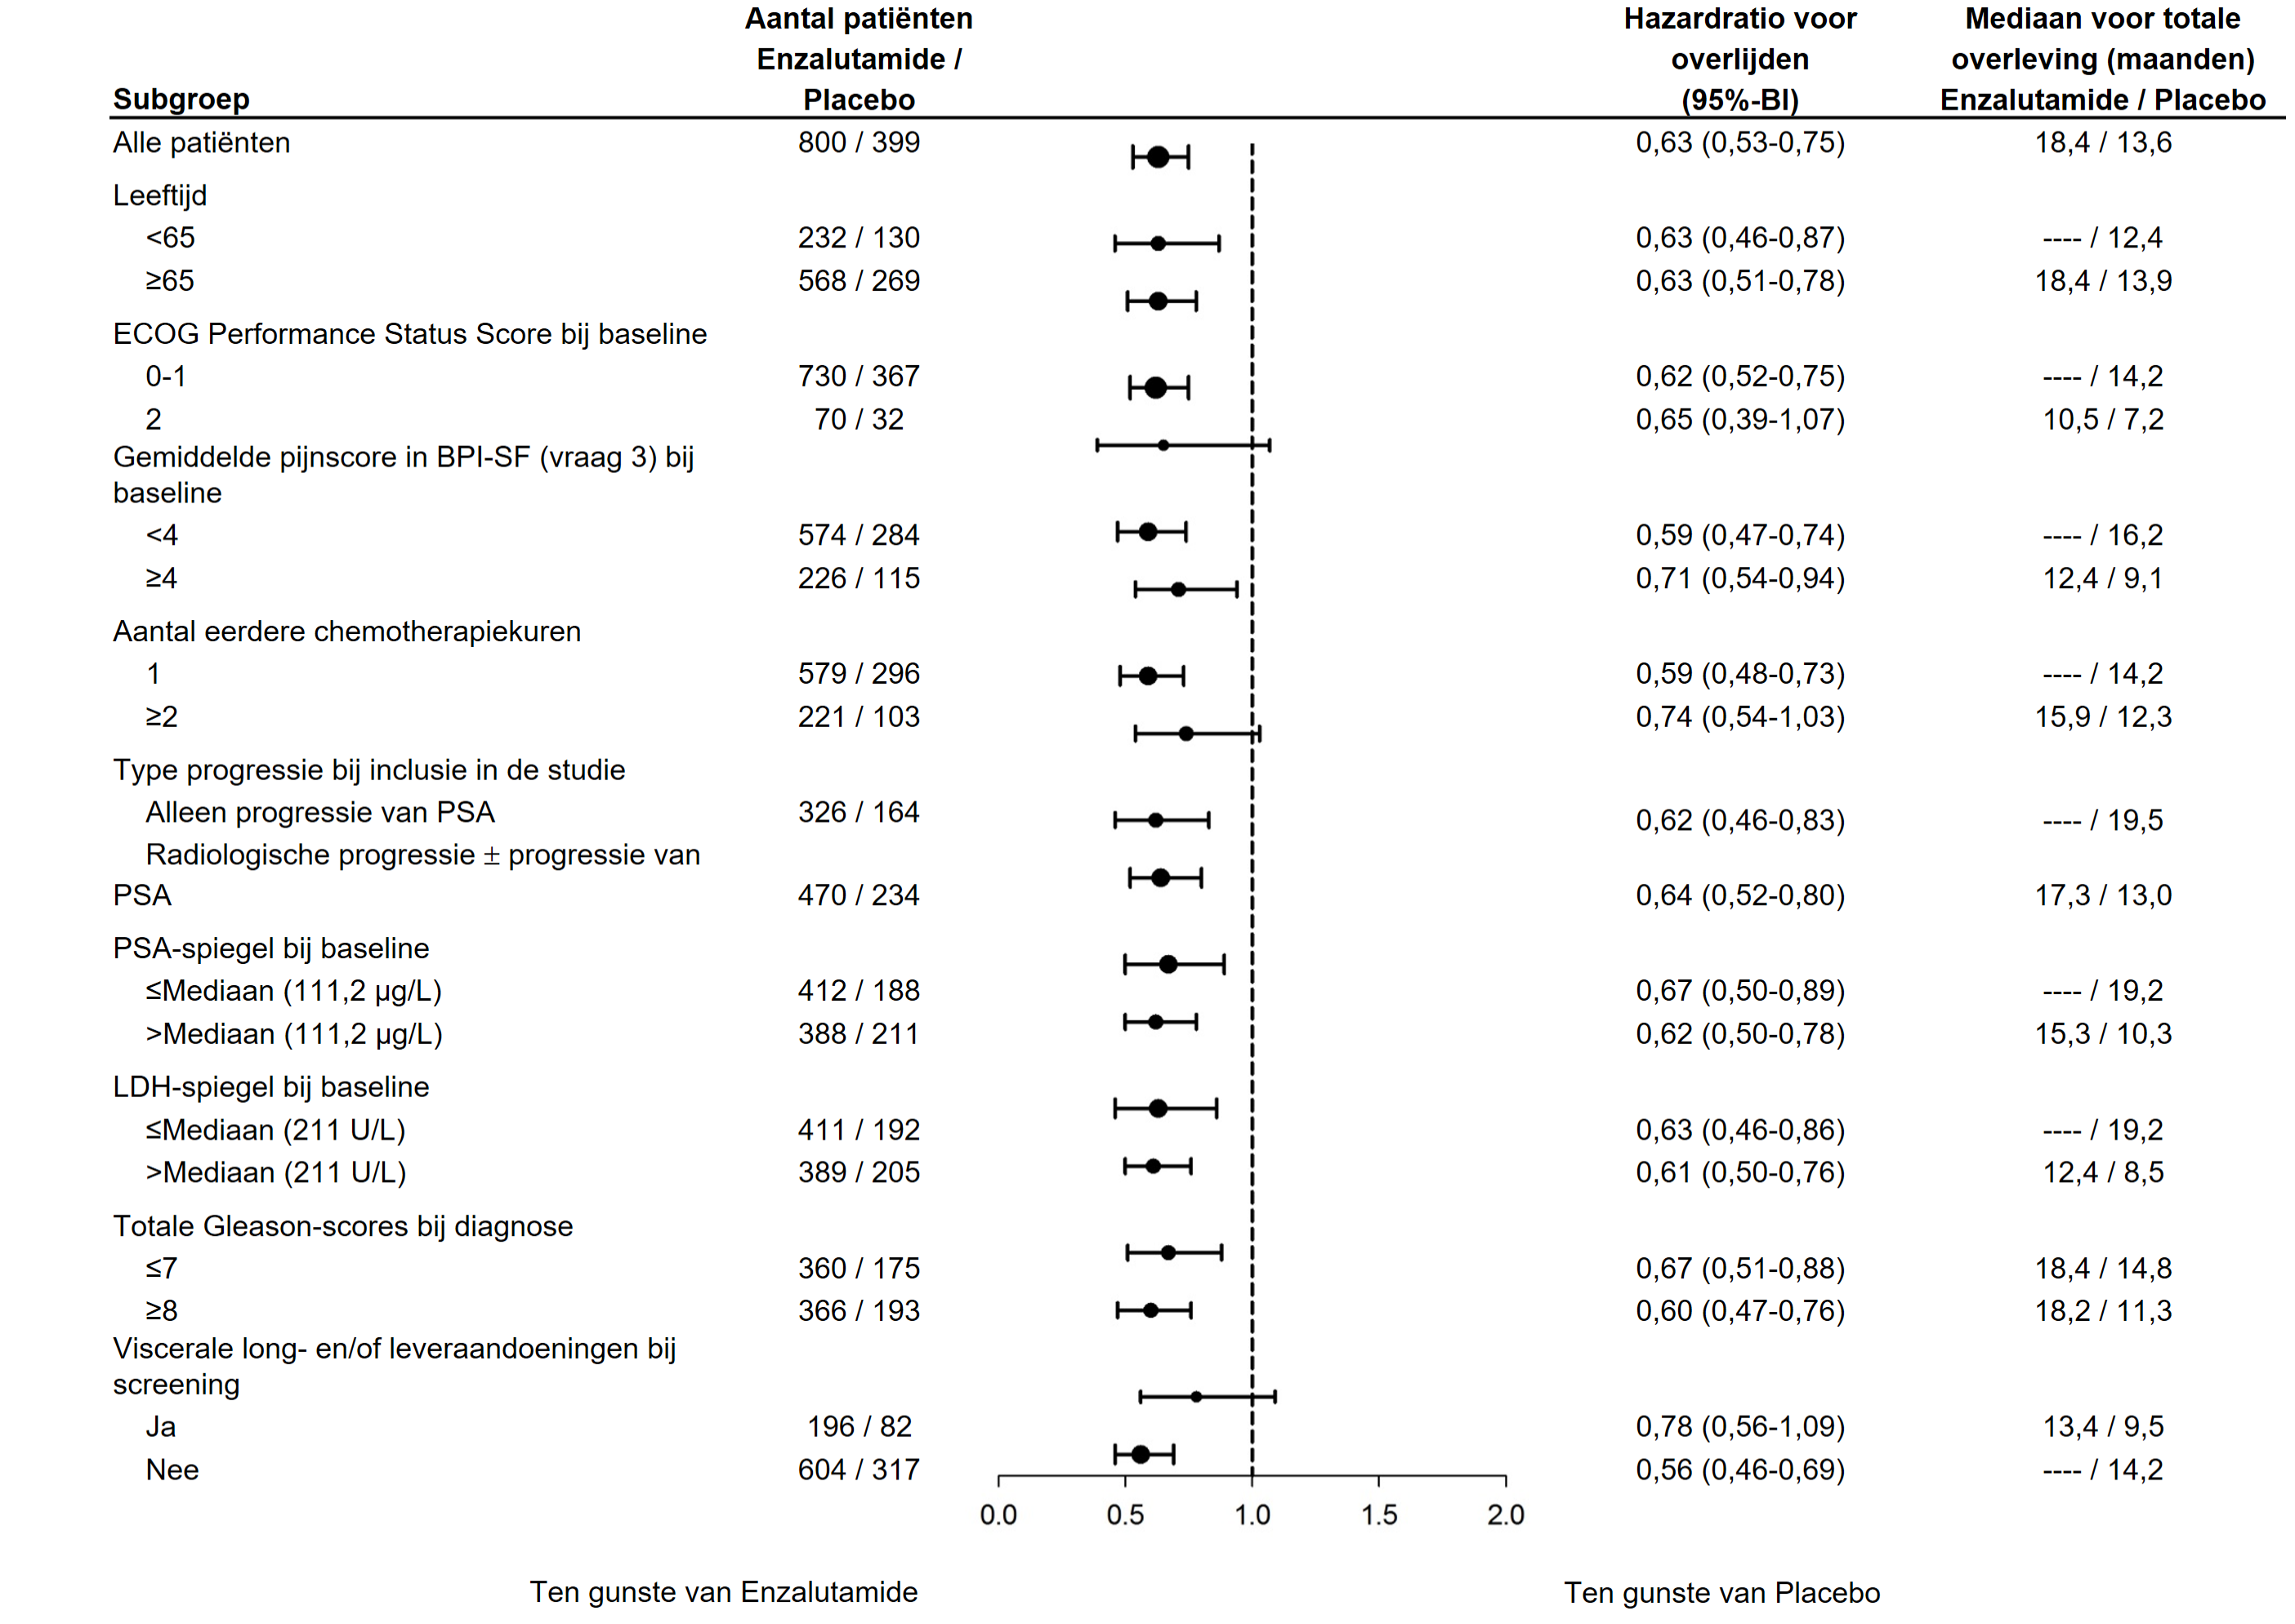 Aantal patiënten
Enzalutamide /
Placebo
Hazardratio voor
overlijden
(95%-BI)
Mediaan voor totale
overleving (maanden)
Enzalutamide / Placebo
Subgroep
Alle patiënten 800 / 399 0,63 (0,53-0,75) 18,4 / 13,6
Leeftijd
<65 232 / 130 0,63 (0,46-0,87) ---- / 12,4
≥65 568 / 269 0,63 (0,51-0,78) 18,4 / 13,9
ECOG Performance Status Score bij baseline
0-1 730 / 367 0,62 (0,52-0,75) ---- / 14,2
2 70 / 32 0,65 (0,39-1,07) 10,5 / 7,2
Gemiddelde pijnscore in BPI-SF (vraag 3) bij
baseline
<4 574 / 284 0,59 (0,47-0,74) ---- / 16,2
≥4 226 / 115 0,71 (0,54-0,94) 12,4 / 9,1
Aantal eerdere chemotherapiekuren
1 579 / 296 0,59 (0,48-0,73) ---- / 14,2
≥2 221 / 103 0,74 (0,54-1,03) 15,9 / 12,3
Type progressie bij inclusie in de studie
Alleen progressie van PSA 326 / 164 0,62 (0,46-0,83) ---- / 19,5
Radiologische progressie ± progressie van
PSA 470 / 234 0,64 (0,52-0,80) 17,3 / 13,0
PSA-spiegel bij baseline
≤Mediaan (111,2 µg/L) 412 / 188 0,67 (0,50-0,89) ---- / 19,2
>Mediaan (111,2 µg/L) 388 / 211 0,62 (0,50-0,78) 15,3 / 10,3
LDH-spiegel bij baseline
≤Mediaan (211 U/L) 411 / 192 0,63 (0,46-0,86) ---- / 19,2
>Mediaan (211 U/L) 389 / 205 0,61 (0,50-0,76) 12,4 / 8,5
Totale Gleason-scores bij diagnose
≤7 360 / 175 0,67 (0,51-0,88) 18,4 / 14,8
≥8 366 / 193 0,60 (0,47-0,76) 18,2 / 11,3
Viscerale long- en/of leveraandoeningen bij
screening
Ja 196 / 82 0,78 (0,56-1,09) 13,4 / 9,5
Nee 604 / 317 0,56 (0,46-0,69) ---- / 14,2
0.0 0.5 1.0 1.5 2.0
Ten gunste van Enzalutamide Ten gunste van Placebo